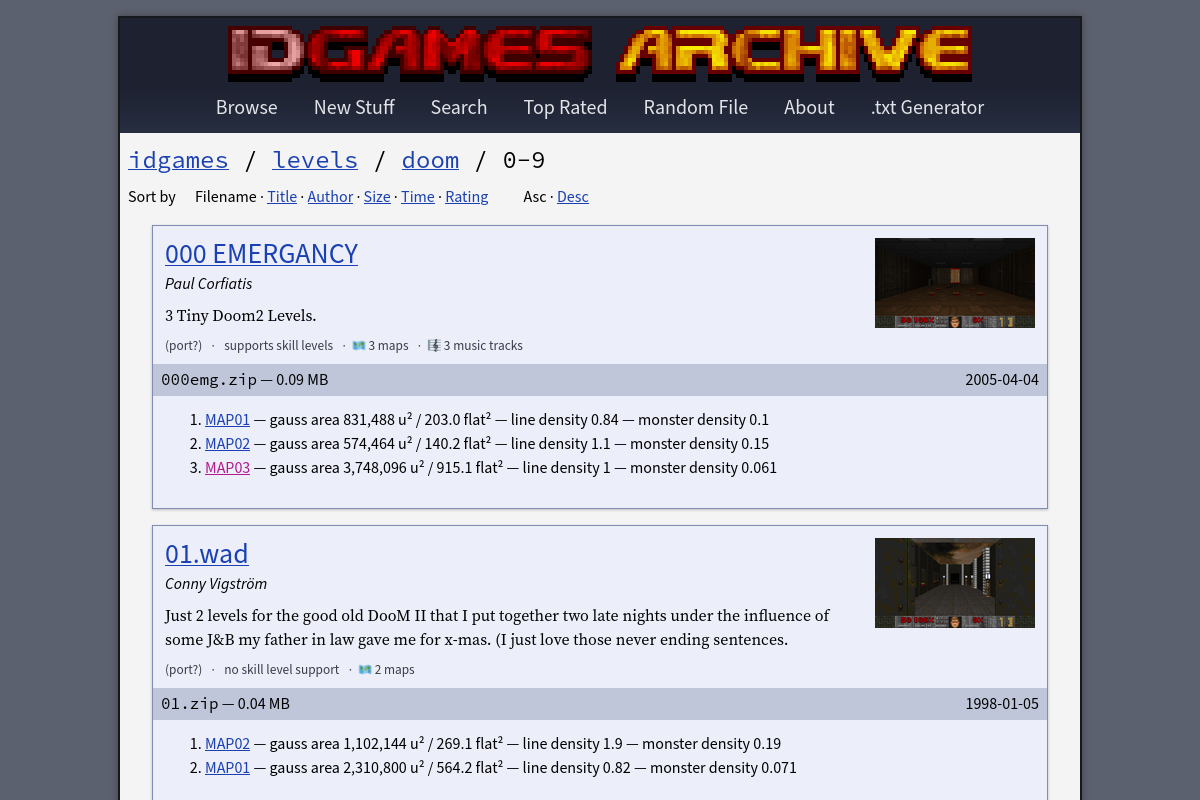 IDGAMES ARCHIVE
Browse New Stuff Search Top Rated Random File About .txt Generator
idgames / levels / doom / 0-9
Sort by Filename · Title · Author · Size · Time · Rating Asc · Desc
000 EMERGANCY
Paul Corfiatis
3 Tiny Doom2 Levels.
(port?) · supports skill levels · 3 maps · 3 music tracks
000emg.zip — 0.09 MB 2005-04-04
1. MAP01 — gauss area 831,488 u² / 203.0 flat² — line density 0.84 — monster density 0.1
2. MAP02 — gauss area 574,464 u² / 140.2 flat² — line density 1.1 — monster density 0.15
3. MAP03 — gauss area 3,748,096 u² / 915.1 flat² — line density 1 — monster density 0.061
01.wad
Conny Vigström
Just 2 levels for the good old DooM II that I put together two late nights under the influence of
some J&B my father in law gave me for x-mas. (I just love those never ending sentences.
(port?) · no skill level support · 2 maps
01.zip — 0.04 MB 1998-01-05
1. MAP02 — gauss area 1,102,144 u² / 269.1 flat² — line density 1.9 — monster density 0.19
2. MAP01 — gauss area 2,310,800 u² / 564.2 flat² — line density 0.82 — monster density 0.071